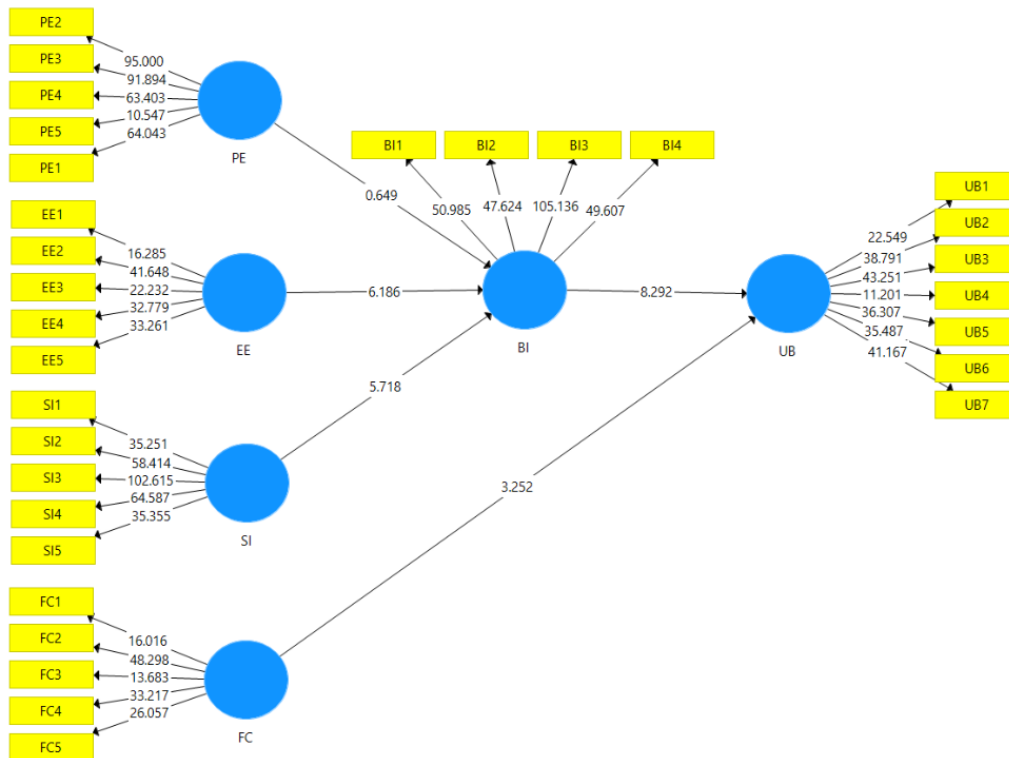 PE2
PE3
PE4
PE5
PE1
95.000
91.894
63.403
10.547
64.043
PE
EE1
EE2
EE3
EE4
EE5
16.285
41.648
22.232
32.779
33.261
EE
SI1
SI2
SI3
SI4
SI5
35.251
58.414
102.615
64.587
35.355
SI
FC1
FC2
FC3
FC4
FC5
16.016
48.298
13.683
33.217
26.057
FC
0.649
6.186
5.718
3.252
BI1
BI2
BI3
BI4
50.985
47.624
105.136
49.607
BI
8.292
UB
22.549
38.791
43.251
11.201
36.307
35.487
41.167
UB1
UB2
UB3
UB4
UB5
UB6
UB7